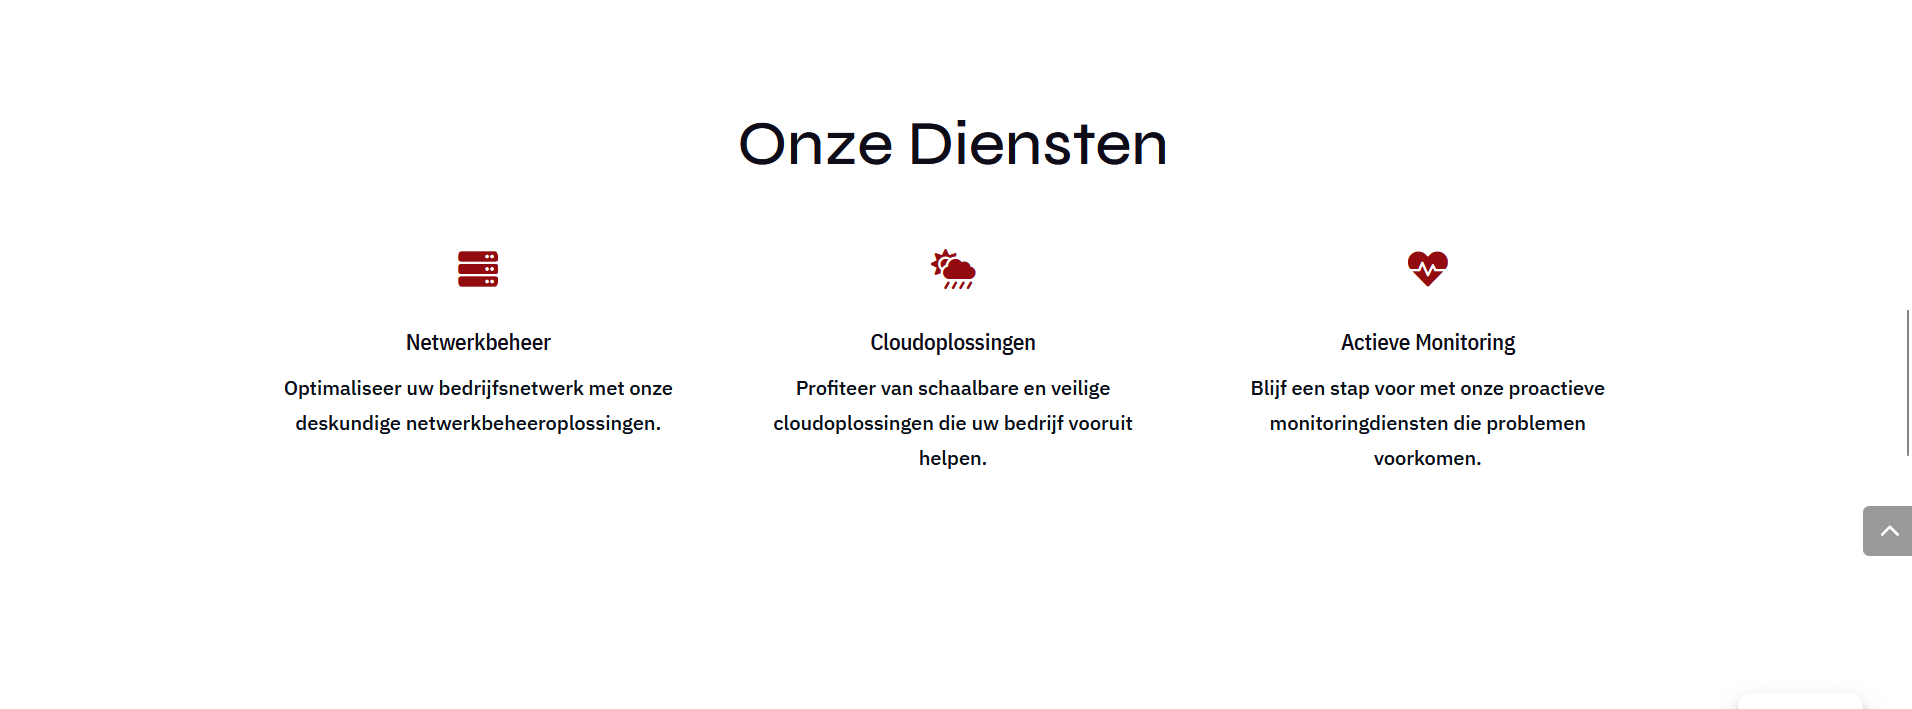 Onze Diensten
Netwerkbeheer
Optimaliseer uw bedrijfsnetwerk met onze
deskundige netwerkbeheeroplossingen.
Cloudoplossingen
Profiteer van schaalbare en veilige
cloudoplossingen die uw bedrijf vooruit
helpen.
Actieve Monitoring
Blijf een stap voor met onze proactieve
monitoringdiensten die problemen
voorkomen.